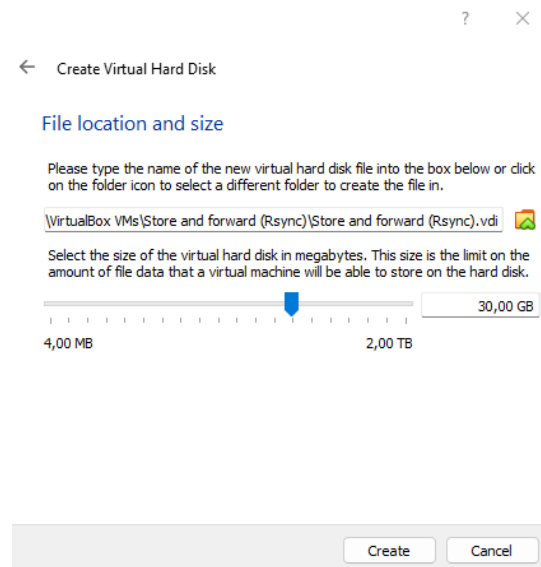 ?
Create Virtual Hard Disk
File location and size
Please type the name of the new virtual hard disk file into the box below or click
on the folder icon to select a different folder to create the file in.
\VirtualBox VMs\Store and forward (Rsync)\Store and forward (Rsync).vdi
Select the size of the virtual hard disk in megabytes. This size is the limit on the
amount of file data that a virtual machine will be able to store on the hard disk.
30,00 GB
4,00 MB 2,00 TB
Create Cancel